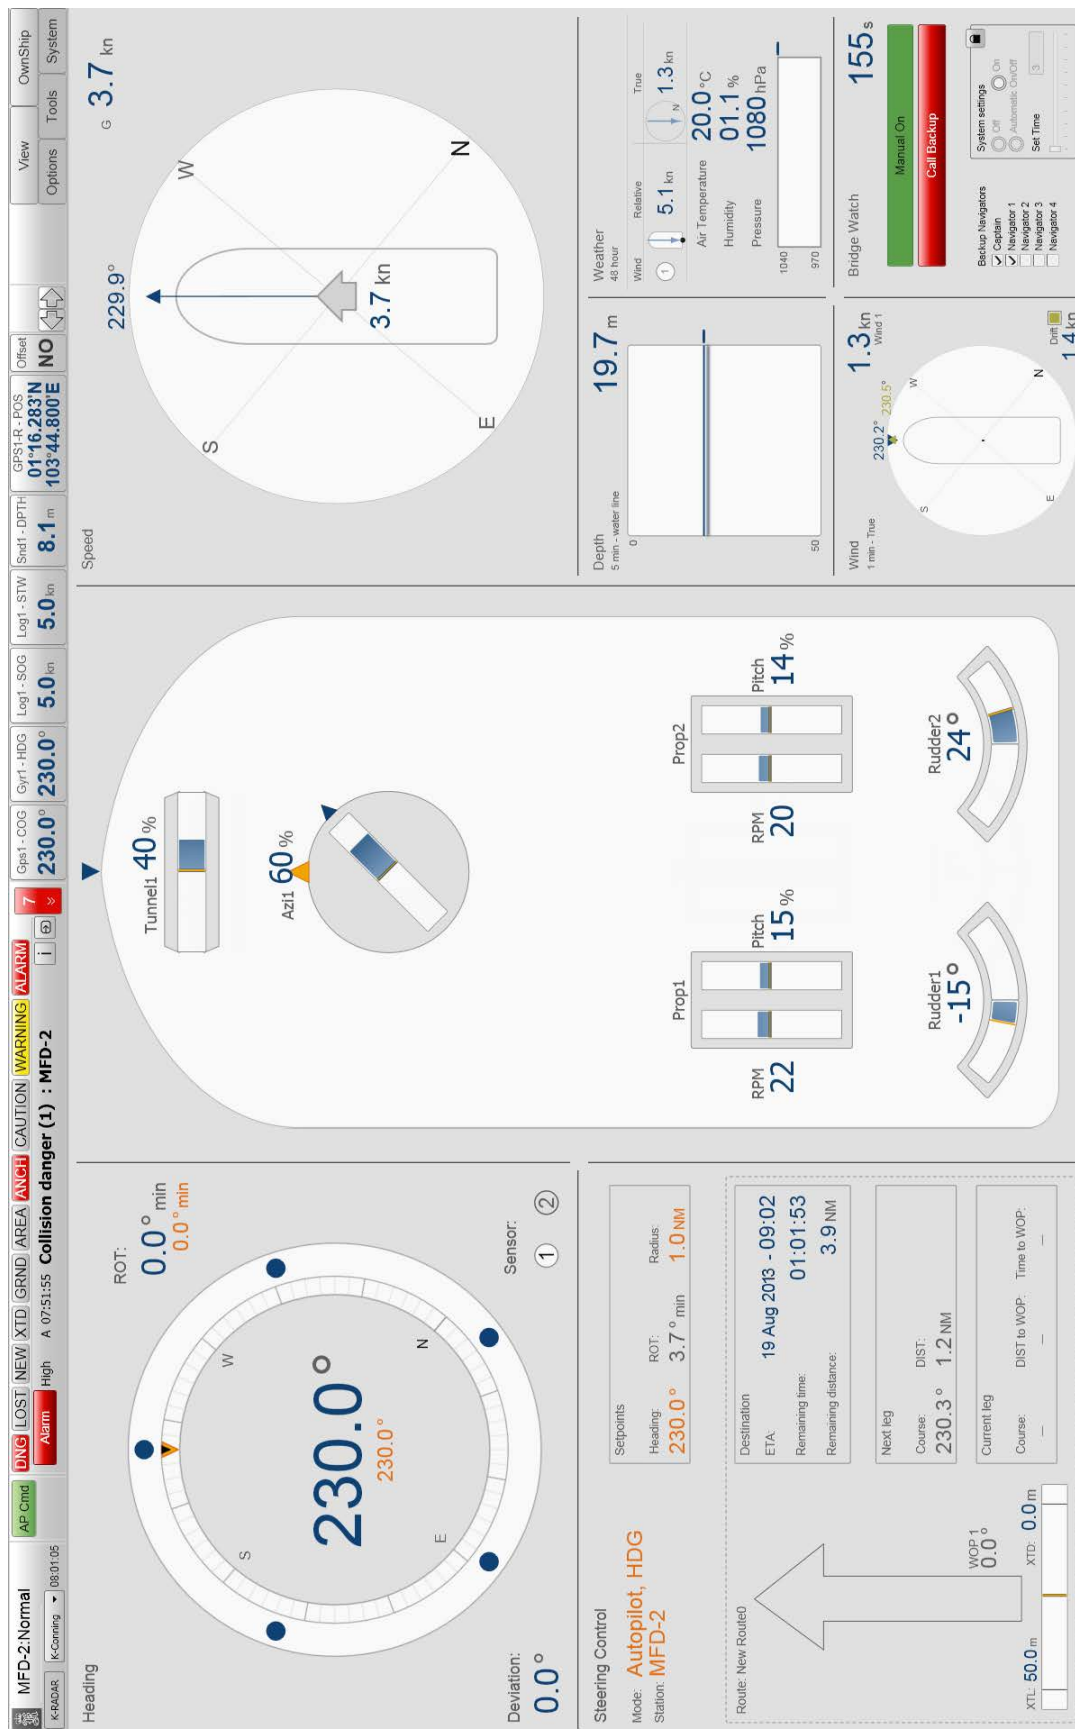 MFD-2:Normal
K-RADAR K-Conning 08:01:05
AP Cmd
DNG LOST NEW XTD GRND AREA ANCH CAUTION WARNING ALARM
7
Alarm High A 07:51:55 Collision danger (1) : MFD-2
i
Gps1 - COG
230.0°
Gyr1 - HDG
230.0°
Log1 - SOG
5.0 kn
Log1 - STW
5.0 kn
Snd1 - DPTH
8.1 m
GPS1-R - POS
01°16.283'N
103°44.800'E
Offset
NO
View OwnShip
Options Tools System
Heading
ROT:
0.0° min
0.0° min
S W
230.0°
230.0°
E N
Deviation:
0.0°
Sensor:
1 2
Tunnel1 40 %
Azi1 60 %
Prop1
RPM
22
Pitch
15 %
Prop2
RPM
20
Pitch
14 %
Rudder1
-15°
Rudder2
24°
Speed
G 3.7 kn
229.9°
S W
3.7 kn
E N
Steering Control
Mode: Autopilot, HDG
Station: MFD-2
Setpoints
Heading: ROT: Radius:
230.0° 3.7 ° min 1.0 NM
Route: New Route0
WOP 1
0.0°
XTL: 50.0 m XTD: 0.0 m
Destination
ETA: 19 Aug 2013 - 09:02
Remaining time: 01:01:53
Remaining distance: 3.9 NM
Next leg
Course: DIST:
230.3° 1.2 NM
Current leg
Course: DIST to WOP: Time to WOP:
— — —
Depth
5 min - water line
19.7 m
0
50
Weather
48 hour
Wind Relative True
1 5.1 kn N 1.3 kn
Air Temperature 20.0 °C
Humidity 01.1 %
Pressure 1080 hPa
1040
970
Wind
1 min - True
1.3 kn
Wind 1
230.2° 230.5°
S W
E N
Drift
1.4 kn
Bridge Watch
155 s
Manual On
Call Backup
Backup Navigators
Captain
Navigator 1
Navigator 2
Navigator 3
Navigator 4
System settings
Off On
Automatic On/Off
Set Time 3